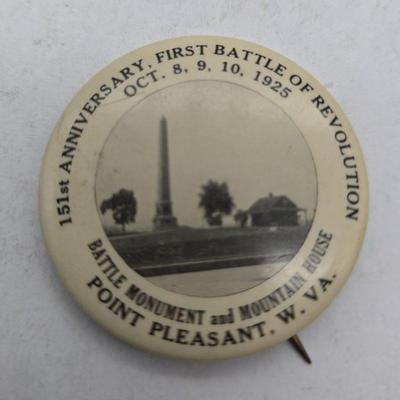 151st ANNIVERSARY, FIRST BATTLE OF REVOLUTION
OCT. 8, 9, 10, 1925
BATTLE MONUMENT and MOUNTAIN HOUSE
POINT PLEASANT, W. VA.